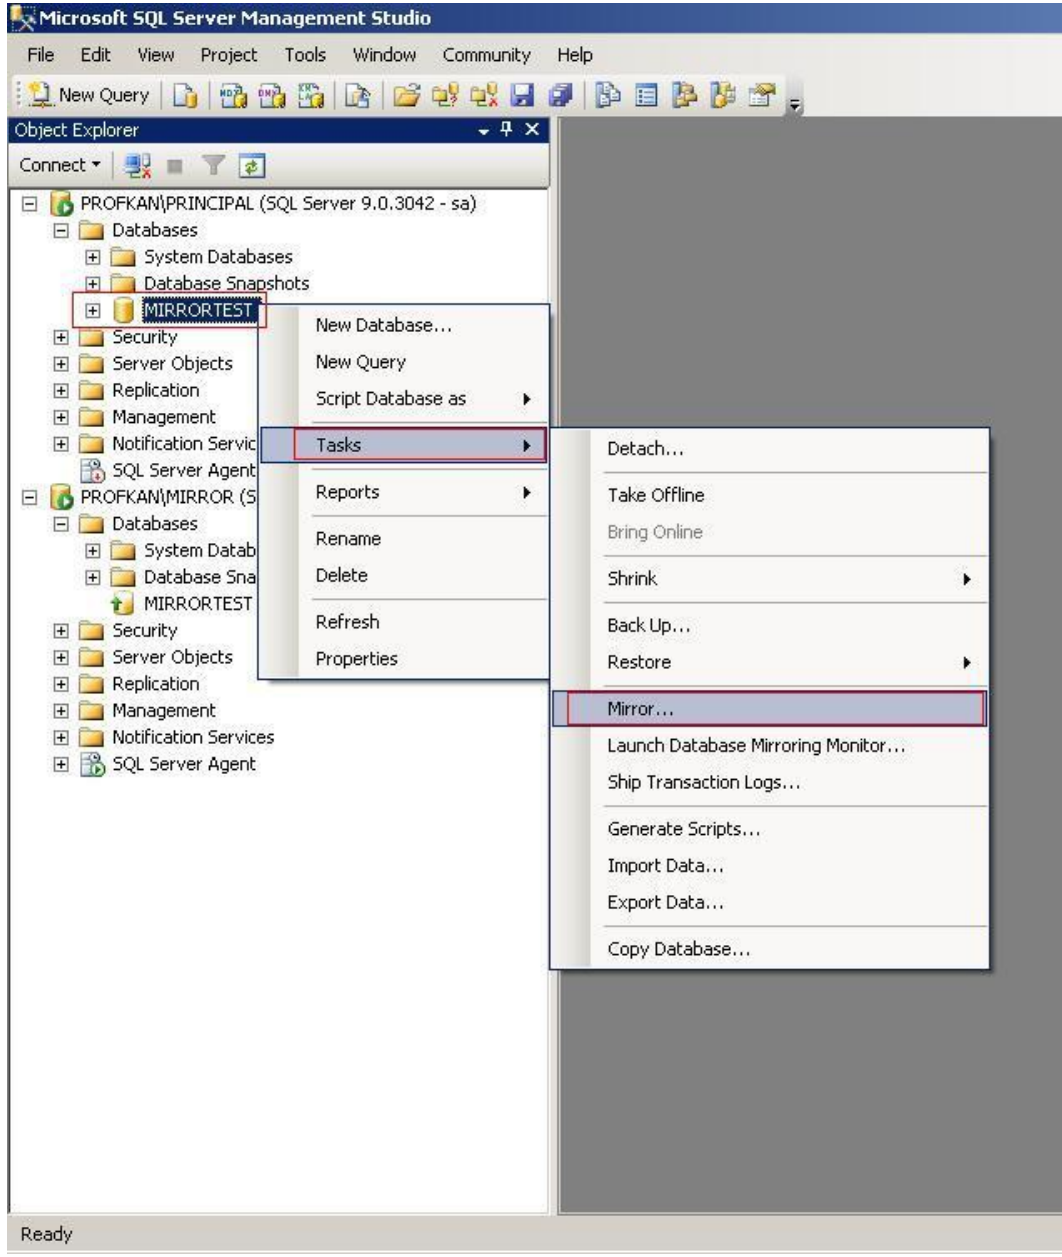 Microsoft SQL Server Management Studio
File Edit View Project Tools Window Community Help
New Query
Object Explorer
Connect
PROFKAN\PRINCIPAL (SQL Server 9.0.3042 - sa)
Databases
System Databases
Database Snapshots
MIRRORTEST
Security
Server Objects
Replication
Management
Notification Servic
SQL Server Agent
PROFKAN\MIRROR (S
Databases
System Datab
Database Sna
MIRRORTEST
Security
Server Objects
Replication
Management
Notification Services
SQL Server Agent
New Database...
New Query
Script Database as
Tasks
Reports
Rename
Delete
Refresh
Properties
Detach...
Take Offline
Bring Online
Shrink
Back Up...
Restore
Mirror...
Launch Database Mirroring Monitor...
Ship Transaction Logs...
Generate Scripts...
Import Data...
Export Data...
Copy Database...
Ready